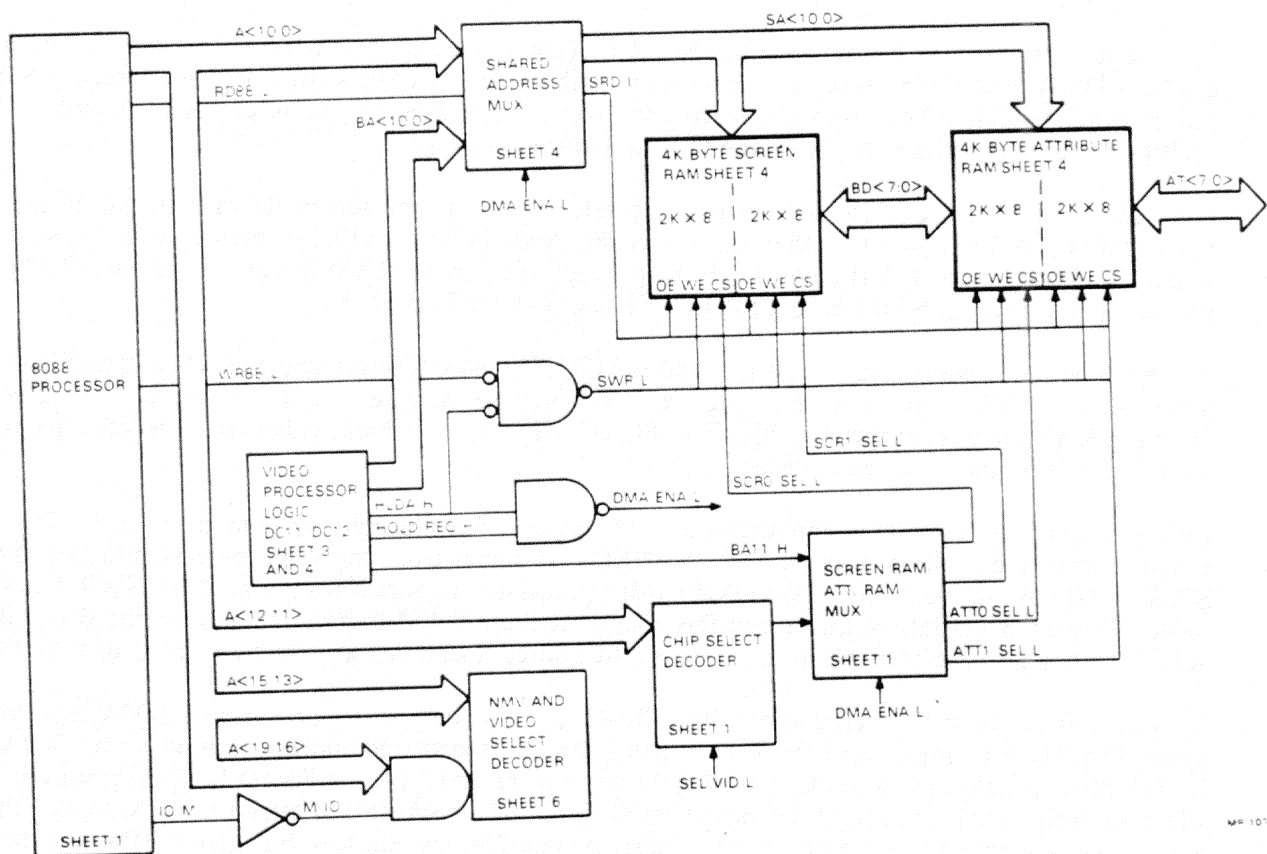 A<10:0>
SHARED
ADDRESS
MUX
SHEET 4
SA<10:0>
RD88 L
BA<10:0>
DMA ENA L
4K BYTE SCREEN
RAM SHEET 4
2K X 8
2K X 8
OE WE CS OE WE CS
BD<7:0>
4K BYTE ATTRIBUTE
RAM SHEET 4
2K X 8
2K X 8
OE WE CS OE WE CS
AT<7:0>
8088
PROCESSOR
WR88 L
SWR L
SCR1 SEL L
SCR0 SEL L
VIDEO
PROCESSOR
LOGIC
DC11 DC12
SHEET 3
AND 4
HLDA H
HOLD REQ H
DMA ENA L
BA11 H
SCREEN RAM
ATT. RAM
MUX
SHEET 1
ATT0 SEL L
ATT1 SEL L
DMA ENA L
A<12:11>
CHIP SELECT
DECODER
SHEET 1
SEL VID L
A<15:13>
A<19:16>
NMV AND
VIDEO
SELECT
DECODER
SHEET 6
IO M
M IO
SHEET 1